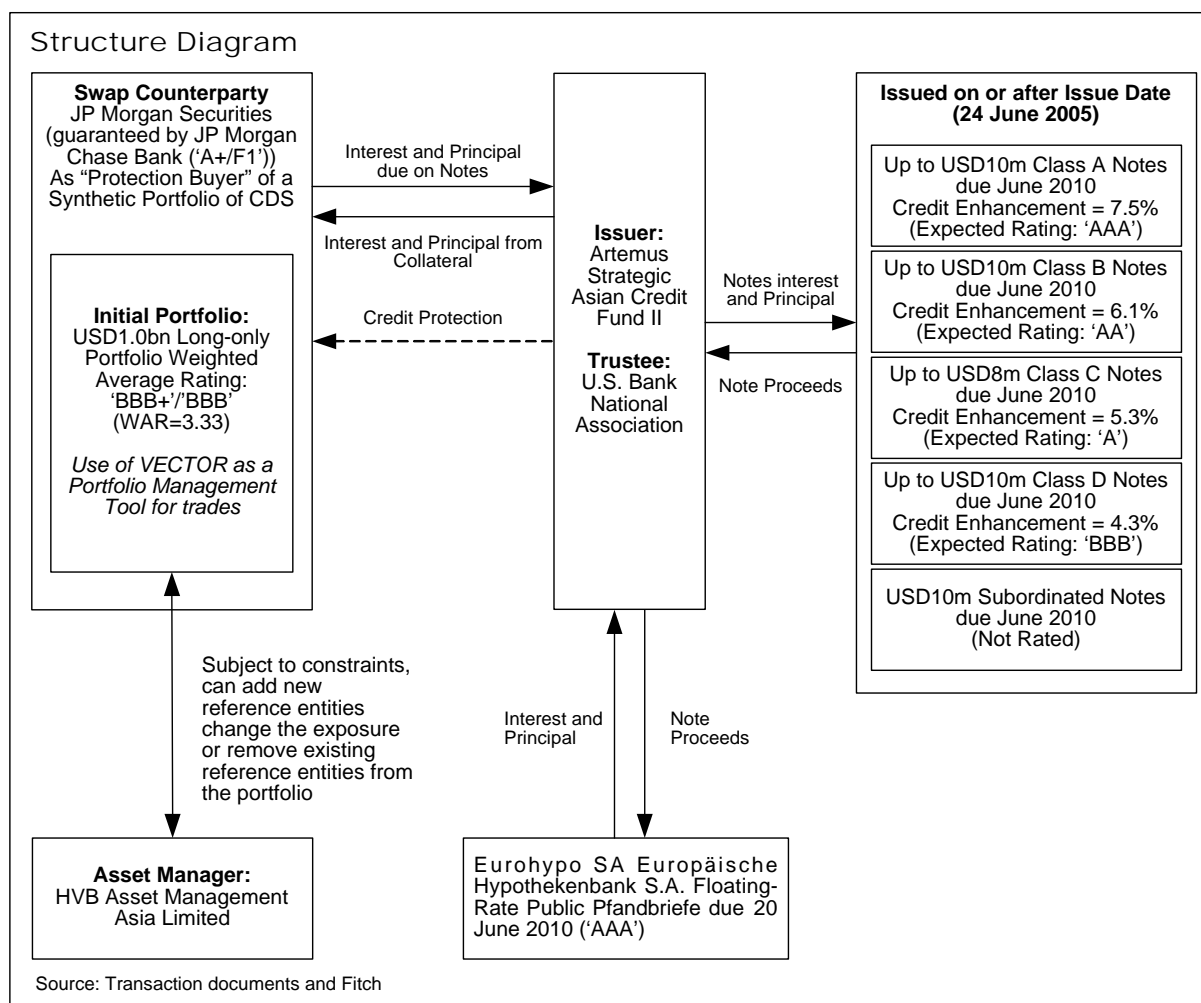 Structure Diagram
Swap Counterparty
JP Morgan Securities
(guaranteed by JP Morgan
Chase Bank (‘A+/F1’))
As “Protection Buyer” of a
Synthetic Portfolio of CDS
Initial Portfolio:
USD1.0bn Long-only
Portfolio Weighted
Average Rating:
‘BBB+’/’BBB’
(WAR=3.33)
Use of VECTOR as a
Portfolio Management
Tool for trades
Interest and Principal
due on Notes
Interest and Principal from
Collateral
Credit Protection
Issuer:
Artemus
Strategic
Asian Credit
Fund II
Trustee:
U.S. Bank
National
Association
Notes interest
and Principal
Note Proceeds
Issued on or after Issue Date
(24 June 2005)
Up to USD10m Class A Notes
due June 2010
Credit Enhancement = 7.5%
(Expected Rating: ‘AAA’)
Up to USD10m Class B Notes
due June 2010
Credit Enhancement = 6.1%
(Expected Rating: ‘AA’)
Up to USD8m Class C Notes
due June 2010
Credit Enhancement = 5.3%
(Expected Rating: ‘A’)
Up to USD10m Class D Notes
due June 2010
Credit Enhancement = 4.3%
(Expected Rating: ‘BBB’)
USD10m Subordinated Notes
due June 2010
(Not Rated)
Subject to constraints,
can add new
reference entities
change the exposure
or remove existing
reference entities from
the portfolio
Interest and
Principal
Note
Proceeds
Asset Manager:
HVB Asset Management
Asia Limited
Eurohypo SA Europäische
Hypothekenbank S.A. Floating-
Rate Public Pfandbriefe due 20
June 2010 (‘AAA’)
Source: Transaction documents and Fitch